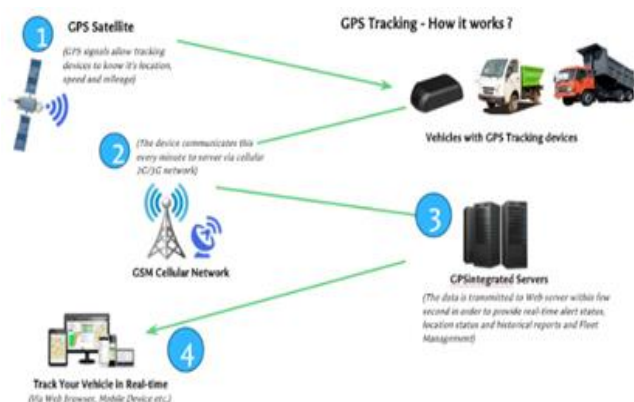 GPS Tracking - How it works ?
1
GPS Satellite
(GPS signals allow tracking
devices to know it's location,
speed and mileage)
Vehicles with GPS Tracking devices
2
(The device communicates this
every minute to server via cellular
2G/3G network)
GSM Cellular Network
3
GPSintegrated Servers
(The data is transmitted to Web server within few
second in order to provide real-time alert status,
location status and historical reports and Fleet
Management)
4
Track Your Vehicle in Real-time
(Via Web browser, Mobile Device etc.)